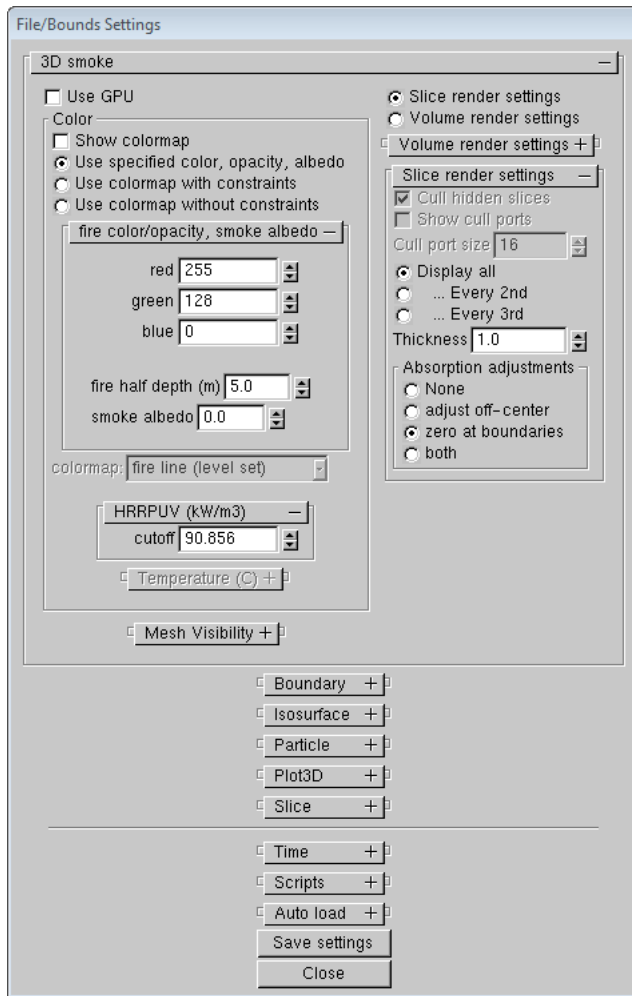 File/Bounds Settings
3D smoke −
Use GPU
Color
Show colormap
Use specified color, opacity, albedo
Use colormap with constraints
Use colormap without constraints
fire color/opacity, smoke albedo −
red 255
green 128
blue 0
fire half depth (m) 5.0
smoke albedo 0.0
colormap: fire line (level set)
HRRPUV (kW/m3) −
cutoff 90.856
Temperature (C) +
Mesh Visibility +
Slice render settings
Volume render settings
Volume render settings +
Slice render settings −
Cull hidden slices
Show cull ports
Cull port size 16
Display all
... Every 2nd
... Every 3rd
Thickness 1.0
Absorption adjustments
None
adjust off-center
zero at boundaries
both
Boundary +
Isosurface +
Particle +
Plot3D +
Slice +
Time +
Scripts +
Auto load +
Save settings
Close